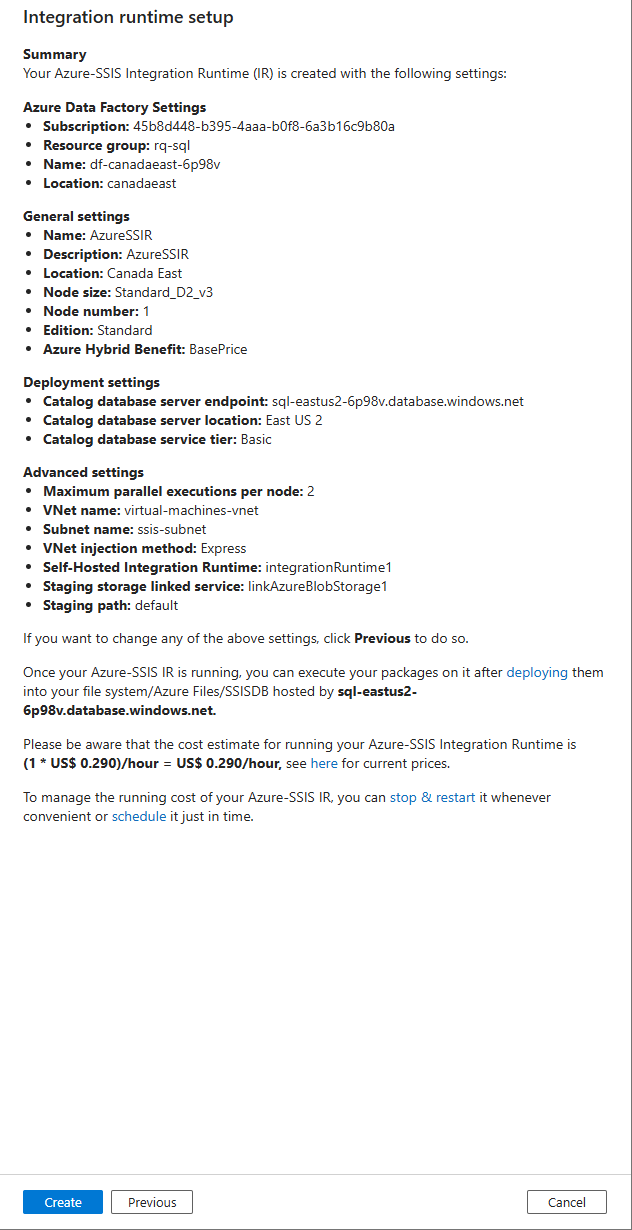 Integration runtime setup
Summary
Your Azure-SSIS Integration Runtime (IR) is created with the following settings:
Azure Data Factory Settings
• Subscription: 45b8d448-b395-4aaa-b0f8-6a3b16c9b80a
• Resource group: rq-sql
• Name: df-canadaeast-6p98v
• Location: canadaeast
General settings
• Name: AzureSSIR
• Description: AzureSSIR
• Location: Canada East
• Node size: Standard_D2_v3
• Node number: 1
• Edition: Standard
• Azure Hybrid Benefit: BasePrice
Deployment settings
• Catalog database server endpoint: sql-eastus2-6p98v.database.windows.net
• Catalog database server location: East US 2
• Catalog database service tier: Basic
Advanced settings
• Maximum parallel executions per node: 2
• VNet name: virtual-machines-vnet
• Subnet name: ssis-subnet
• VNet injection method: Express
• Self-Hosted Integration Runtime: integrationRuntime1
• Staging storage linked service: linkAzureBlobStorage1
• Staging path: default
If you want to change any of the above settings, click Previous to do so.
Once your Azure-SSIS IR is running, you can execute your packages on it after deploying them
into your file system/Azure Files/SSISDB hosted by sql-eastus2-
6p98v.database.windows.net.
Please be aware that the cost estimate for running your Azure-SSIS Integration Runtime is
(1 * US$ 0.290)/hour = US$ 0.290/hour, see here for current prices.
To manage the running cost of your Azure-SSIS IR, you can stop & restart it whenever
convenient or schedule it just in time.
Create
Previous
Cancel